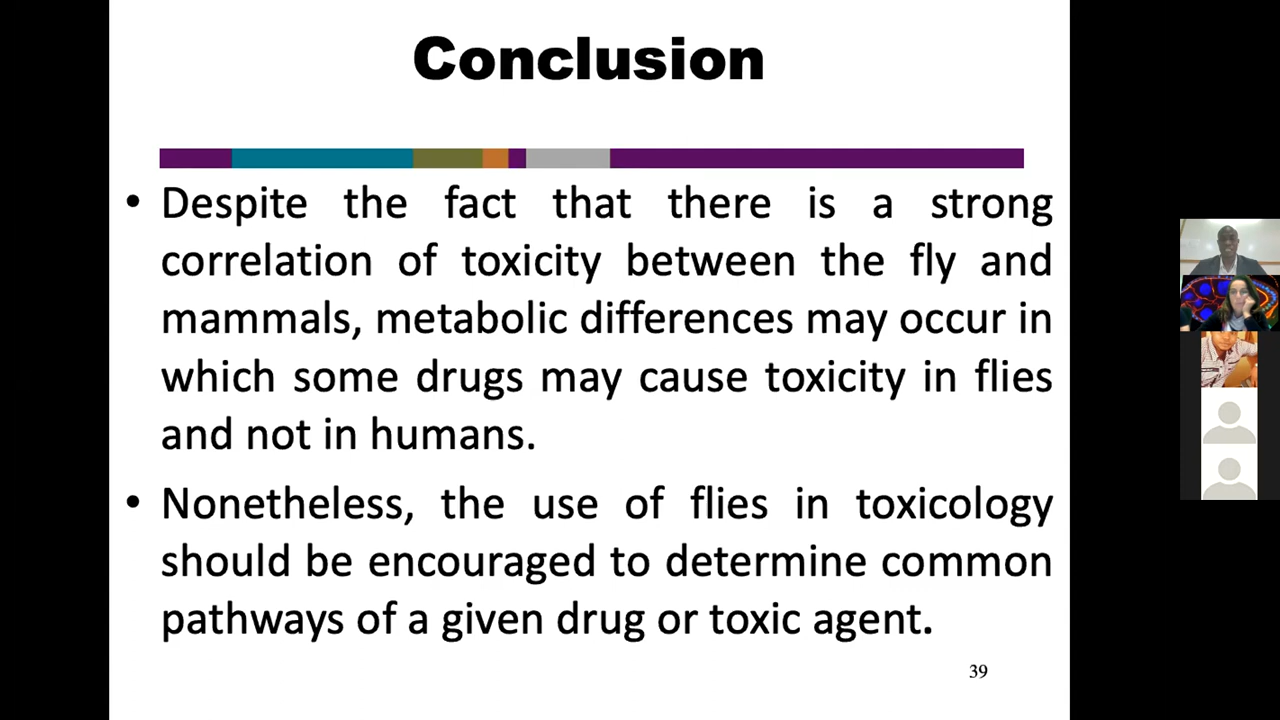 Conclusion
• Despite the fact that there is a strong
correlation of toxicity between the fly and
mammals, metabolic differences may occur in
which some drugs may cause toxicity in flies
and not in humans.
• Nonetheless, the use of flies in toxicology
should be encouraged to determine common
pathways of a given drug or toxic agent.
39